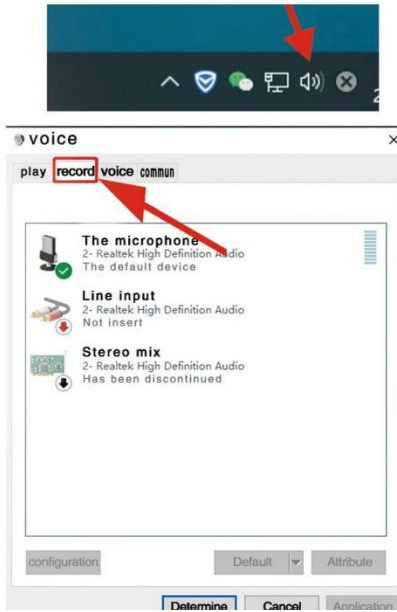 2
voice
play record voice commun
The microphone
2- Realtek High Definition Audio
The default device
Line input
2- Realtek High Definition Audio
Not insert
Stereo mix
2- Realtek High Definition Audio
Has been discontinued
configuration Default Attribute
Determine Cancel Application